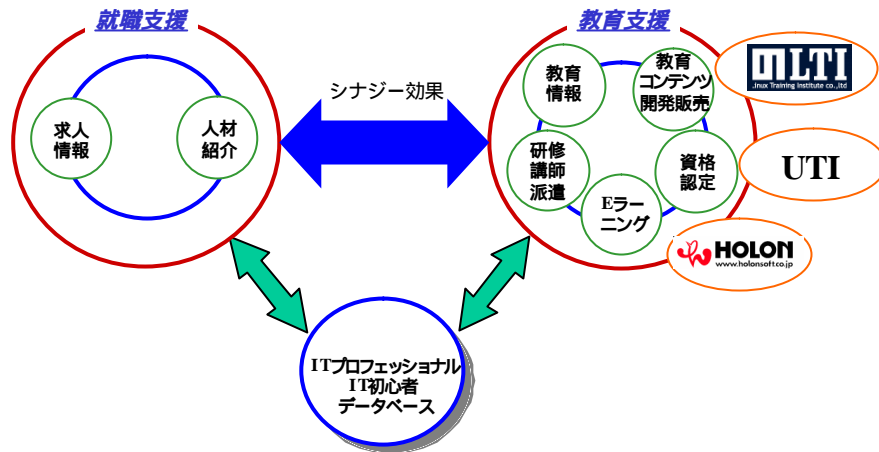 就職支援
教育支援
シナジー効果
求人
情報
人材
紹介
教育
情報
教育
コンテンツ
開発販売
研修
講師
派遣
資格
認定
Eラー
ニング
LTI
.inux Training Institute co.,ltd
UTI
HOLON
www.holonsoft.co.jp
ITプロフェッショナル
IT初心者
データベース